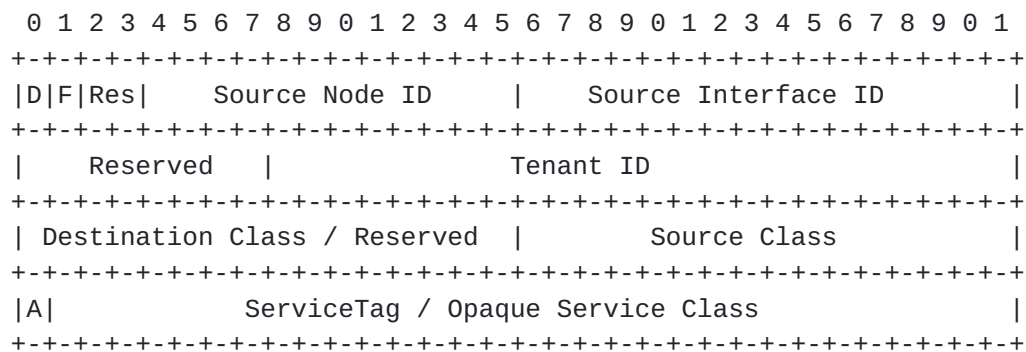 0 1 2 3 4 5 6 7 8 9 0 1 2 3 4 5 6 7 8 9 0 1 2 3 4 5 6 7 8 9 0 1
+-+-+-+-+-+-+-+-+-+-+-+-+-+-+-+-+-+-+-+-+-+-+-+-+-+-+-+-+-+-+-+-+
|D|F|Res|    Source Node ID     |    Source Interface ID        |
+-+-+-+-+-+-+-+-+-+-+-+-+-+-+-+-+-+-+-+-+-+-+-+-+-+-+-+-+-+-+-+-+
|    Reserved   |               Tenant ID                       |
+-+-+-+-+-+-+-+-+-+-+-+-+-+-+-+-+-+-+-+-+-+-+-+-+-+-+-+-+-+-+-+-+
| Destination Class / Reserved  |        Source Class           |
+-+-+-+-+-+-+-+-+-+-+-+-+-+-+-+-+-+-+-+-+-+-+-+-+-+-+-+-+-+-+-+-+
|A|            ServiceTag / Opaque Service Class                |
+-+-+-+-+-+-+-+-+-+-+-+-+-+-+-+-+-+-+-+-+-+-+-+-+-+-+-+-+-+-+-+-+